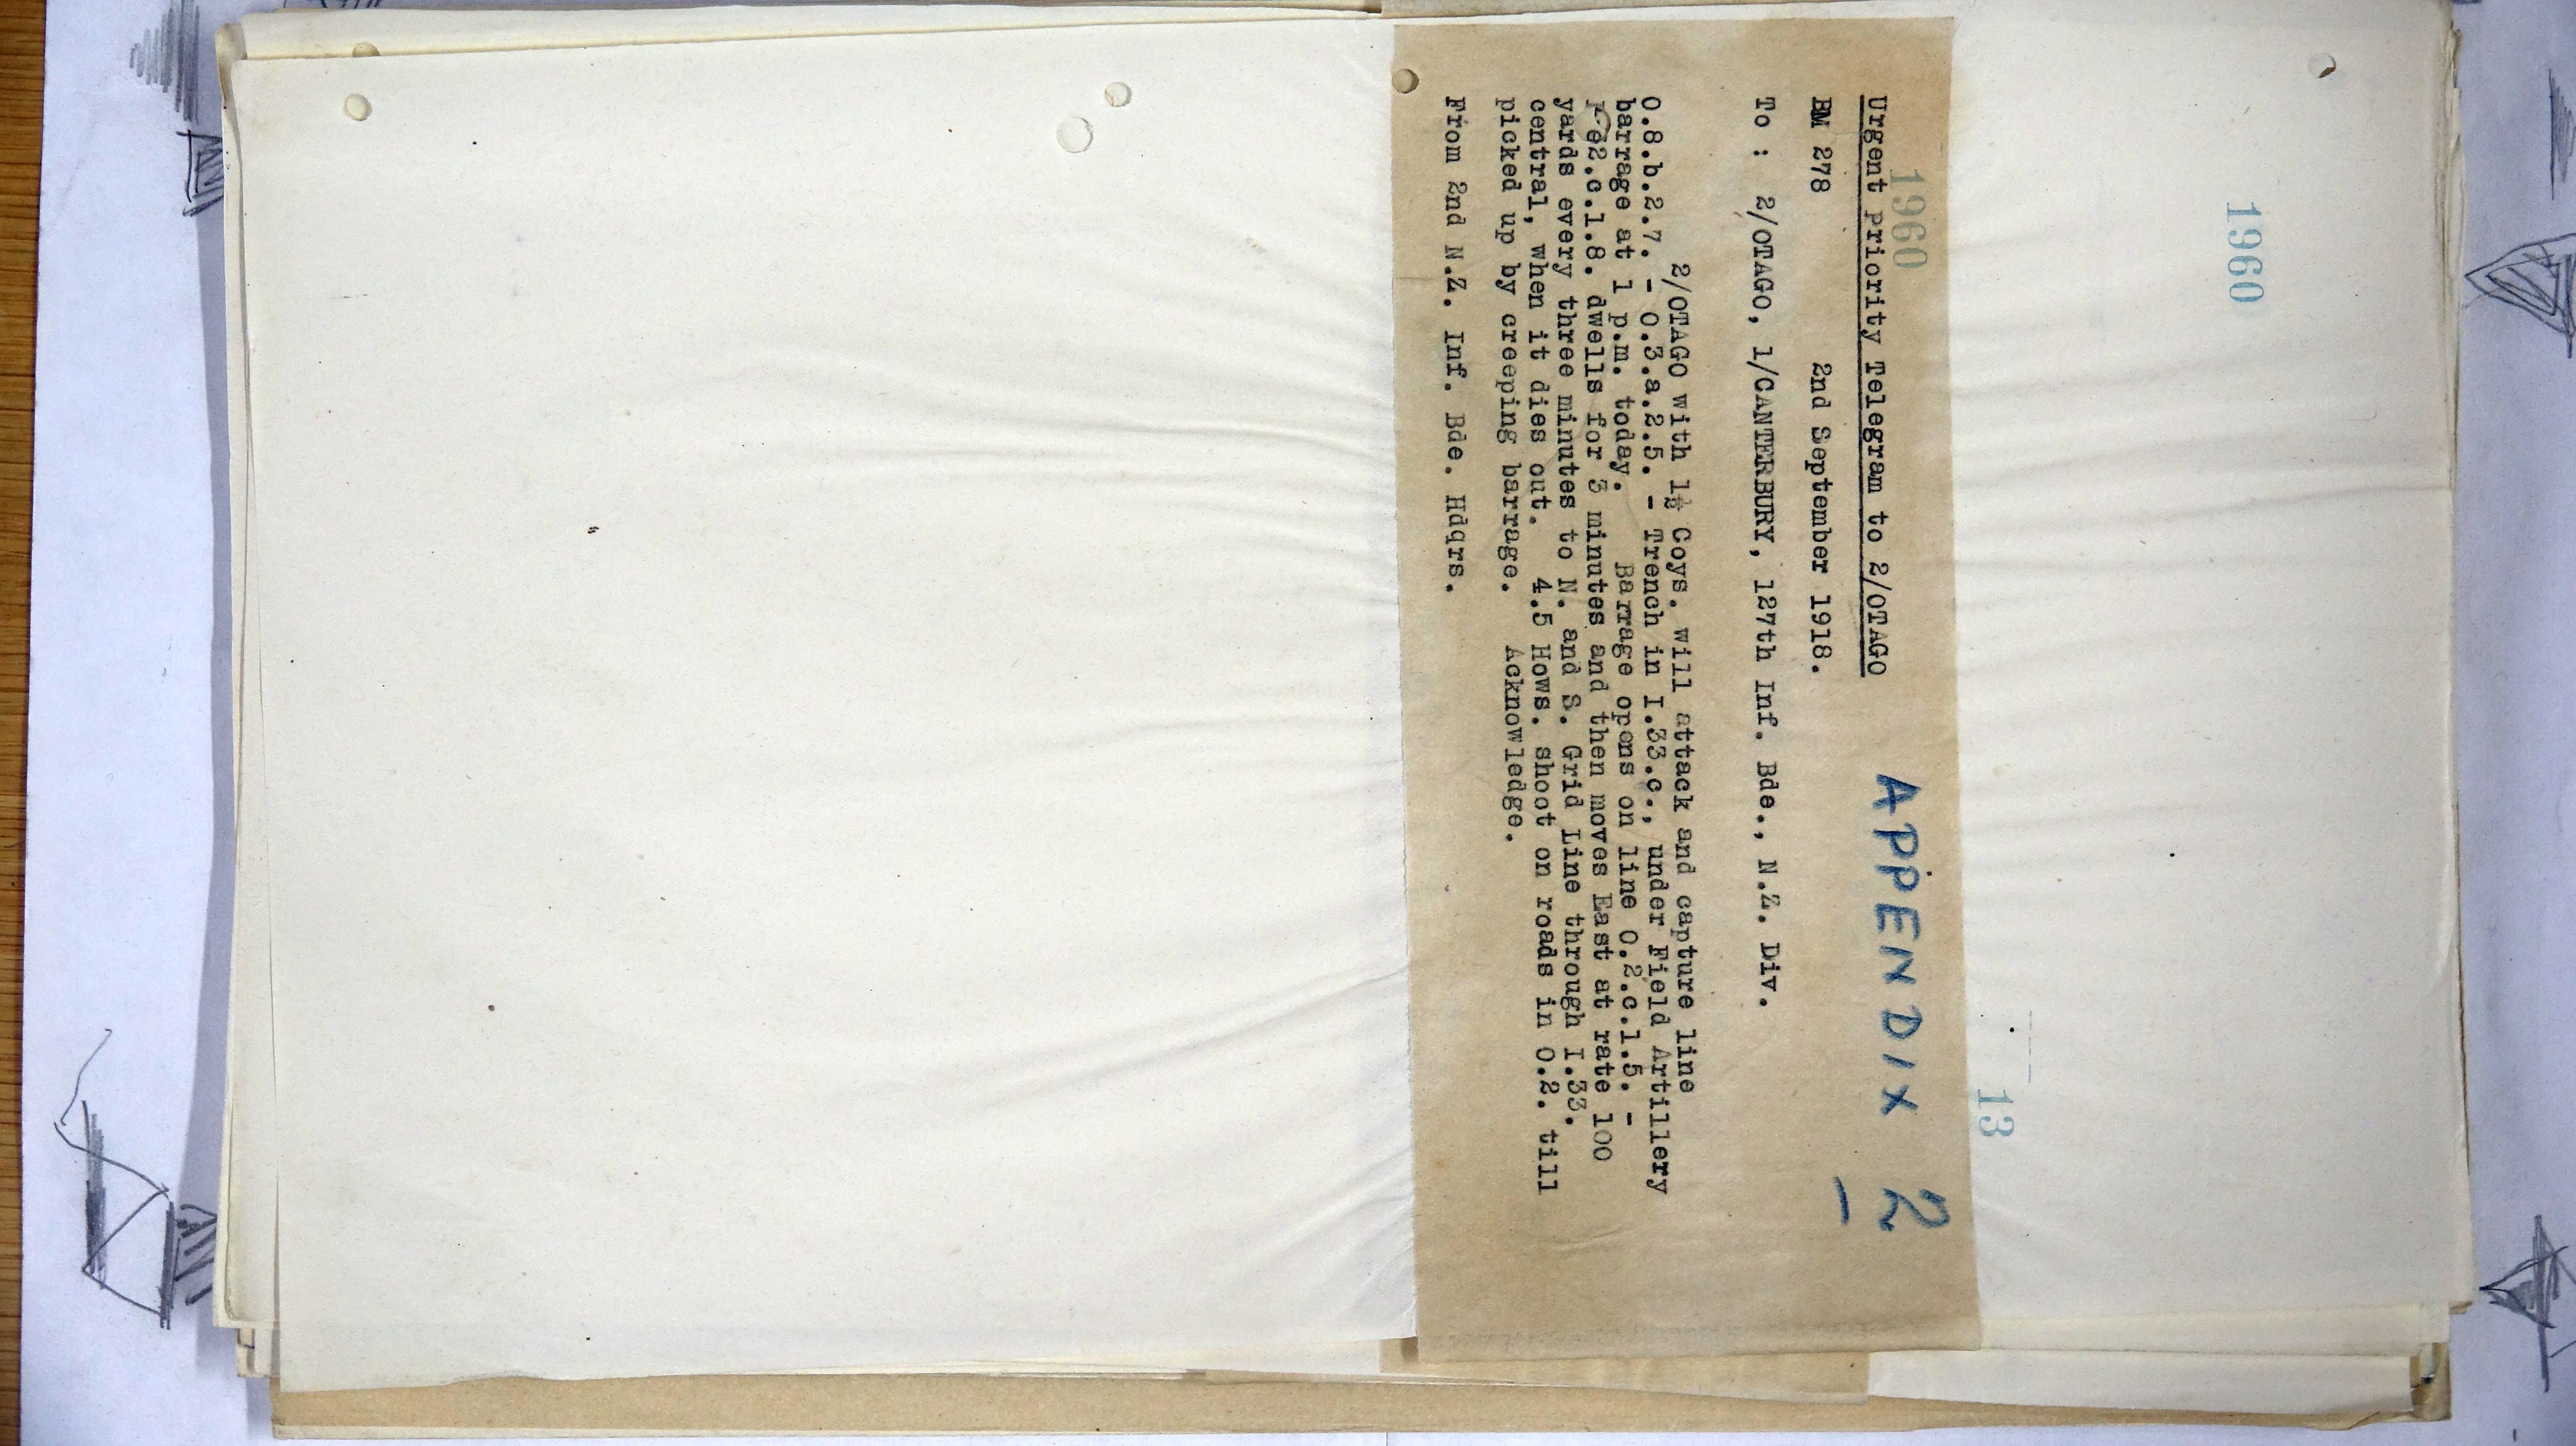 1960
13
1960
APPENDIX 2
Urgent Priority Telegram to 2/OTAGO
BM 278 2nd September 1918.
To : 2/OTAGO, 1/CANTERBURY, 127th Inf. Bde., N.Z. Div.
2/OTAGO with 1½ Coys. will attack and capture line
O.8.b.2.7. - O.3.a.2.5. - Trench in I.33.c., under Field Artillery
barrage at 1 p.m. today. Barrage opens on line O.2.c.1.5. -
2.c.1.8. dwells for 3 minutes and then moves East at rate 100
yards every three minutes to N. and S. Grid Line through I.33.
central, when it dies out. 4.5 Hows. shoot on roads in O.2. till
picked up by creeping barrage. Acknowledge.
From 2nd N.Z. Inf. Bde. Hdqrs.